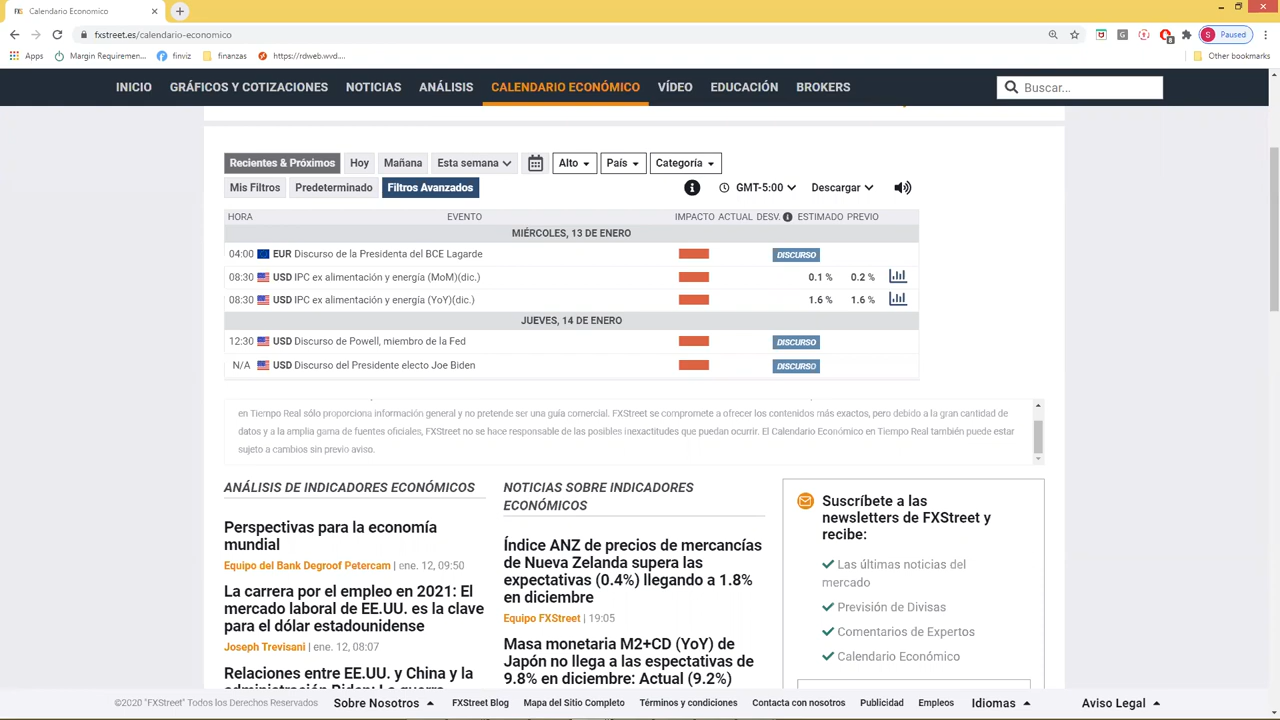 FXS Calendario Economico
fxstreet.es/calendario-economico
S Paused
Apps Margin Requiremen... finviz finanzas https://rdweb.wvd....
Other bookmarks
INICIO GRÁFICOS Y COTIZACIONES NOTICIAS ANÁLISIS CALENDARIO ECONÓMICO VÍDEO EDUCACIÓN BROKERS Buscar...
Recientes & Próximos Hoy Mañana Esta semana Alto País Categoría
Mis Filtros Predeterminado Filtros Avanzados GMT-5:00 Descargar
HORA EVENTO IMPACTO ACTUAL DESV. ESTIMADO PREVIO
MIÉRCOLES, 13 DE ENERO
04:00 EUR Discurso de la Presidenta del BCE Lagarde DISCURSO
08:30 USD IPC ex alimentación y energía (MoM)(dic.) 0.1 % 0.2 %
08:30 USD IPC ex alimentación y energía (YoY)(dic.) 1.6 % 1.6 %
JUEVES, 14 DE ENERO
12:30 USD Discurso de Powell, miembro de la Fed DISCURSO
N/A USD Discurso del Presidente electo Joe Biden DISCURSO
en Tiempo Real sólo proporciona información general y no pretende ser una guía comercial. FXStreet se compromete a ofrecer los contenidos más exactos, pero debido a la gran cantidad de
datos y a la amplia gama de fuentes oficiales, FXStreet no se hace responsable de las posibles inexactitudes que puedan ocurrir. El Calendario Económico en Tiempo Real también puede estar
sujeto a cambios sin previo aviso.
ANÁLISIS DE INDICADORES ECONÓMICOS
Perspectivas para la economía
mundial
Equipo del Bank Degroof Petercam | ene. 12, 09:50
La carrera por el empleo en 2021: El
mercado laboral de EE.UU. es la clave
para el dólar estadounidense
Joseph Trevisani | ene. 12, 08:07
Relaciones entre EE.UU. y China y la
administración Biden: La guerra
NOTICIAS SOBRE INDICADORES
ECONÓMICOS
Índice ANZ de precios de mercancías
de Nueva Zelanda supera las
expectativas (0.4%) llegando a 1.8%
en diciembre
Equipo FXStreet | 19:05
Masa monetaria M2+CD (YoY) de
Japón no llega a las espectativas de
9.8% en diciembre: Actual (9.2%)
Suscríbete a las
newsletters de FXStreet y
recibe:
Las últimas noticias del
mercado
Previsión de Divisas
Comentarios de Expertos
Calendario Económico
©2020 "FXStreet" Todos los Derechos Reservados Sobre Nosotros FXStreet Blog Mapa del Sitio Completo Términos y condiciones Contacta con nosotros Publicidad Empleos Idiomas Aviso Legal